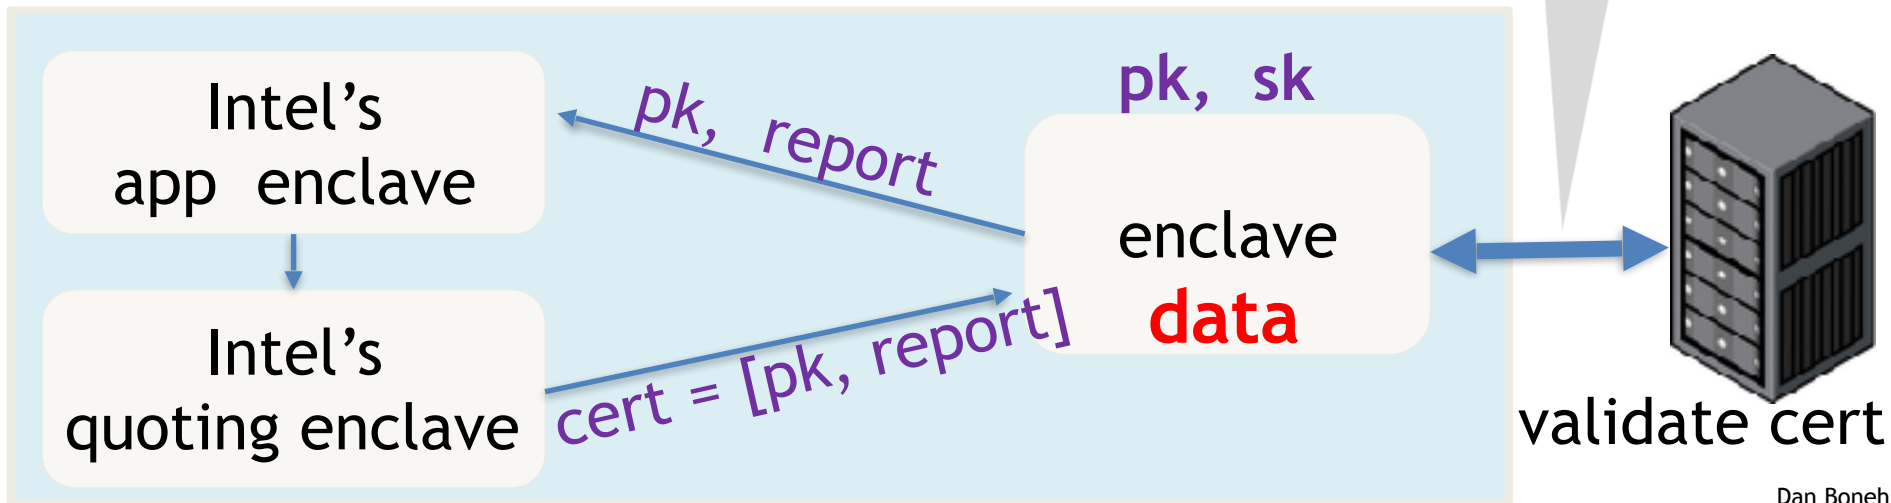 Intel’s
app enclave
pk, report
pk, sk
enclave
data
Intel’s
quoting enclave
cert = [pk, report]
validate cert
Dan Boneh